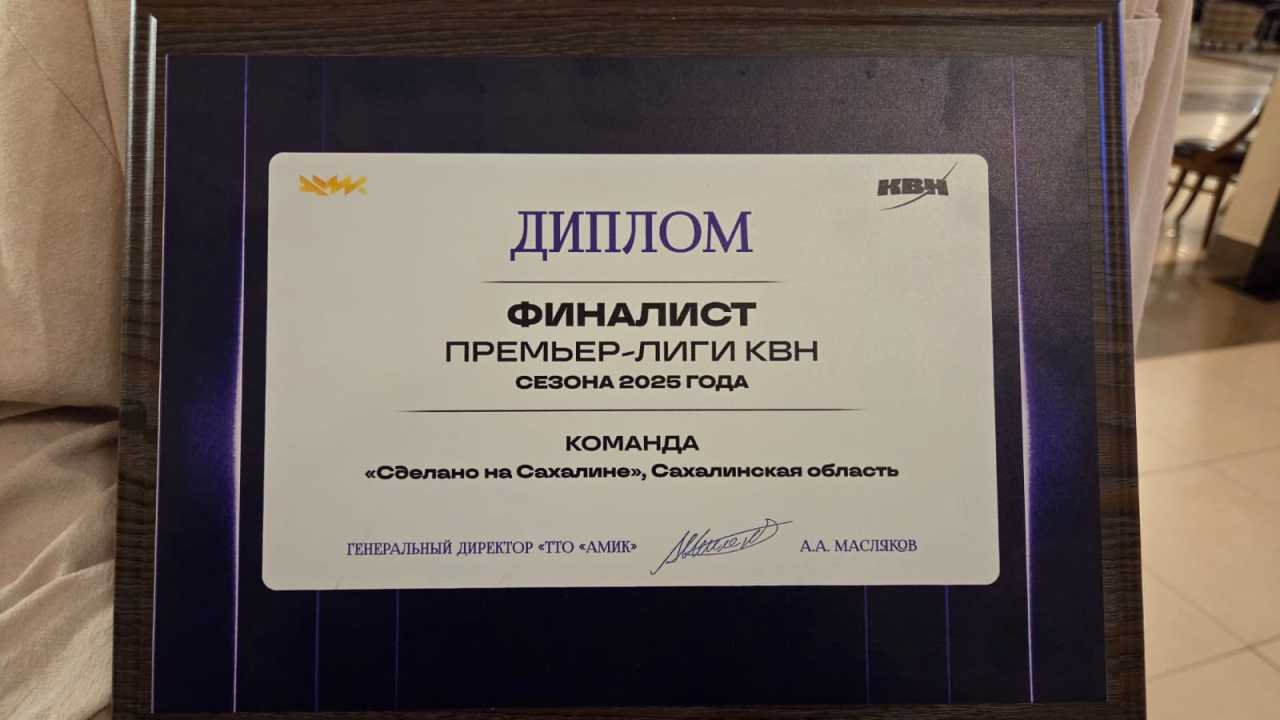 АМИК
КВН
ДИПЛОМ
ФИНАЛИСТ
ПРЕМЬЕР-ЛИГИ КВН
СЕЗОНА 2025 ГОДА
КОМАНДА
«Сделано на Сахалине», Сахалинская область
ГЕНЕРАЛЬНЫЙ ДИРЕКТОР «ТТО «АМИК» А.А. МАСЛЯКОВ